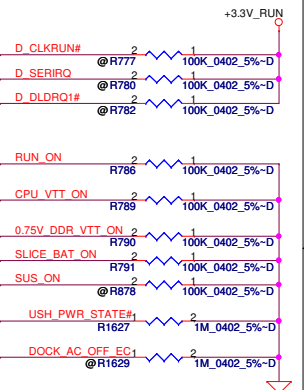 +3.3V_RUN
D_CLKRUN# 2 1
@R777 100K_0402_5%~D
D_SERIRQ 2 1
@R780 100K_0402_5%~D
D_DLDRQ1# 2 1
@R782 100K_0402_5%~D
RUN_ON 2 1
R786 100K_0402_5%~D
CPU_VTT_ON 2 1
R789 100K_0402_5%~D
0.75V_DDR_VTT_ON 2 1
R790 100K_0402_5%~D
SLICE_BAT_ON 2 1
R791 100K_0402_5%~D
SUS_ON 2 1
@R878 100K_0402_5%~D
USH_PWR_STATE# 1 2
R1627 1M_0402_5%~D
DOCK_AC_OFF_EC 1 2
@R1629 1M_0402_5%~D